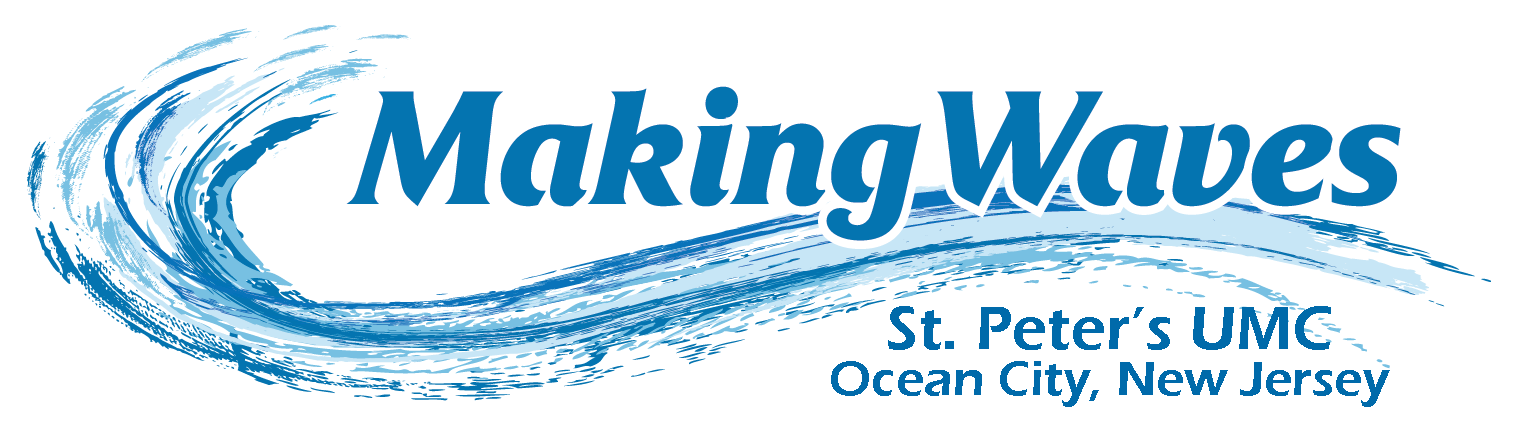 Making Waves
St. Peter's UMC
Ocean City, New Jersey